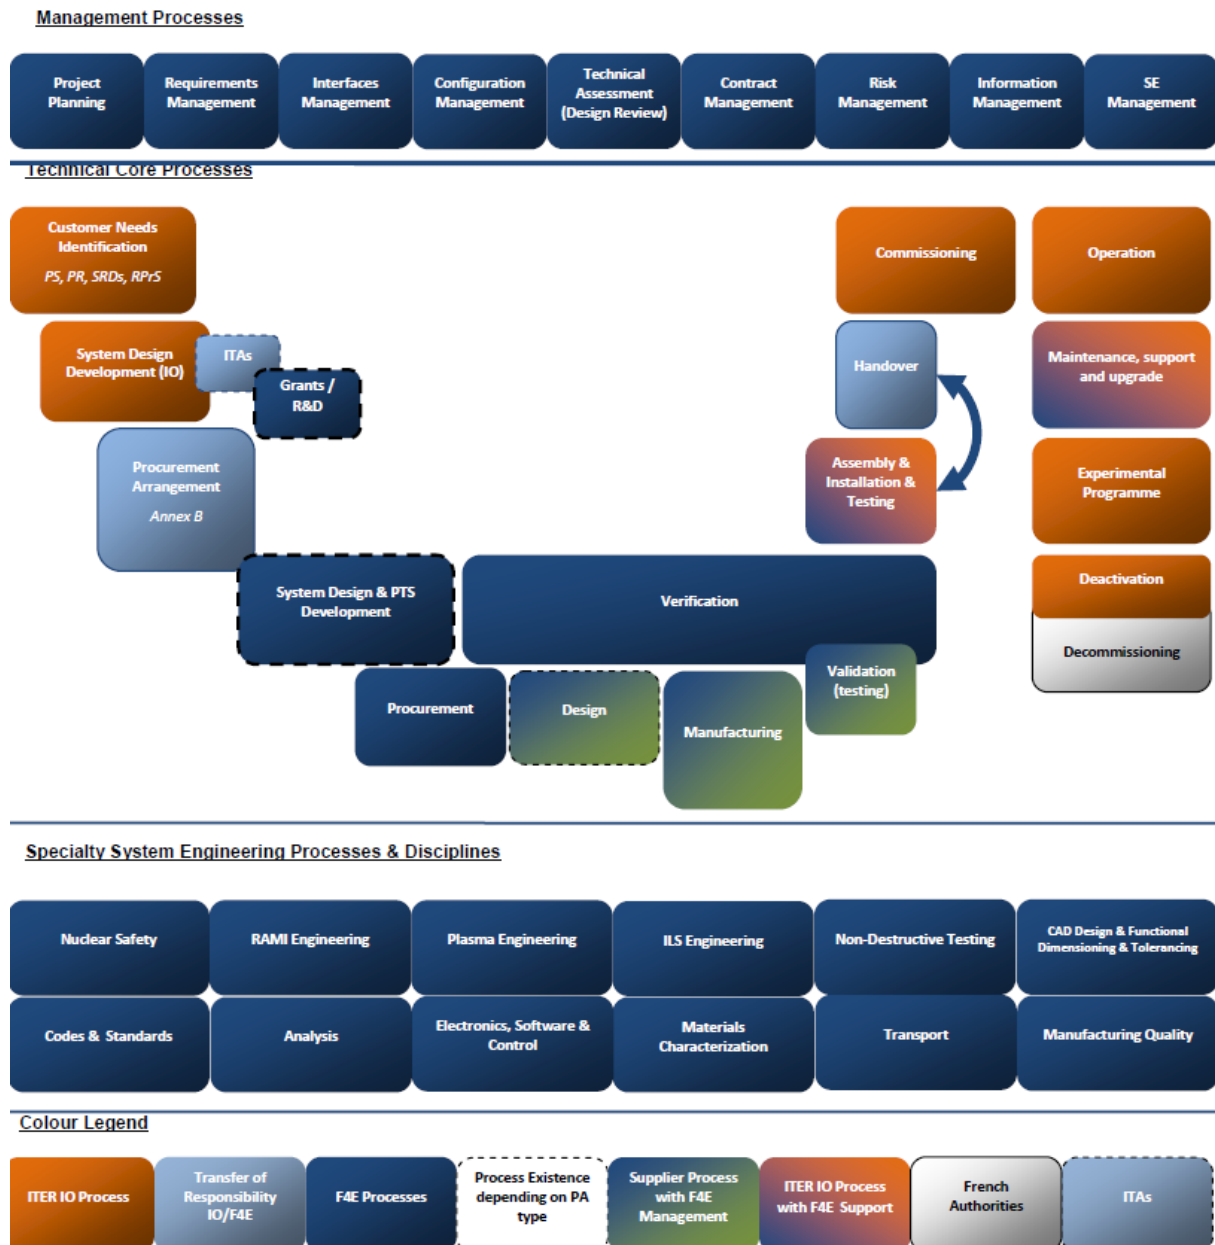 Management Processes
Project
Planning
Requirements
Management
Interfaces
Management
Configuration
Management
Technical
Assessment
(Design Review)
Contract
Management
Risk
Management
Information
Management
SE
Management
Technical Core Processes
Customer Needs
Identification
PS, PR, SRDs, RPrS
Commissioning
Operation
System Design
Development (IO)
ITAs
Grants /
R&D
Handover
Maintenance, support
and upgrade
Procurement
Arrangement
Annex B
Assembly &
Installation &
Testing
Experimental
Programme
System Design & PTS
Development
Verification
Deactivation
Decommissioning
Procurement
Design
Manufacturing
Validation
(testing)
Specialty System Engineering Processes & Disciplines
Nuclear Safety
RAMI Engineering
Plasma Engineering
ILS Engineering
Non-Destructive Testing
CAD Design & Functional
Dimensioning & Tolerancing
Codes & Standards
Analysis
Electronics, Software &
Control
Materials
Characterization
Transport
Manufacturing Quality
Colour Legend
ITER IO Process
Transfer of
Responsibility
IO/F4E
F4E Processes
Process Existence
depending on PA
type
Supplier Process
with F4E
Management
ITER IO Process
with F4E Support
French
Authorities
ITAs